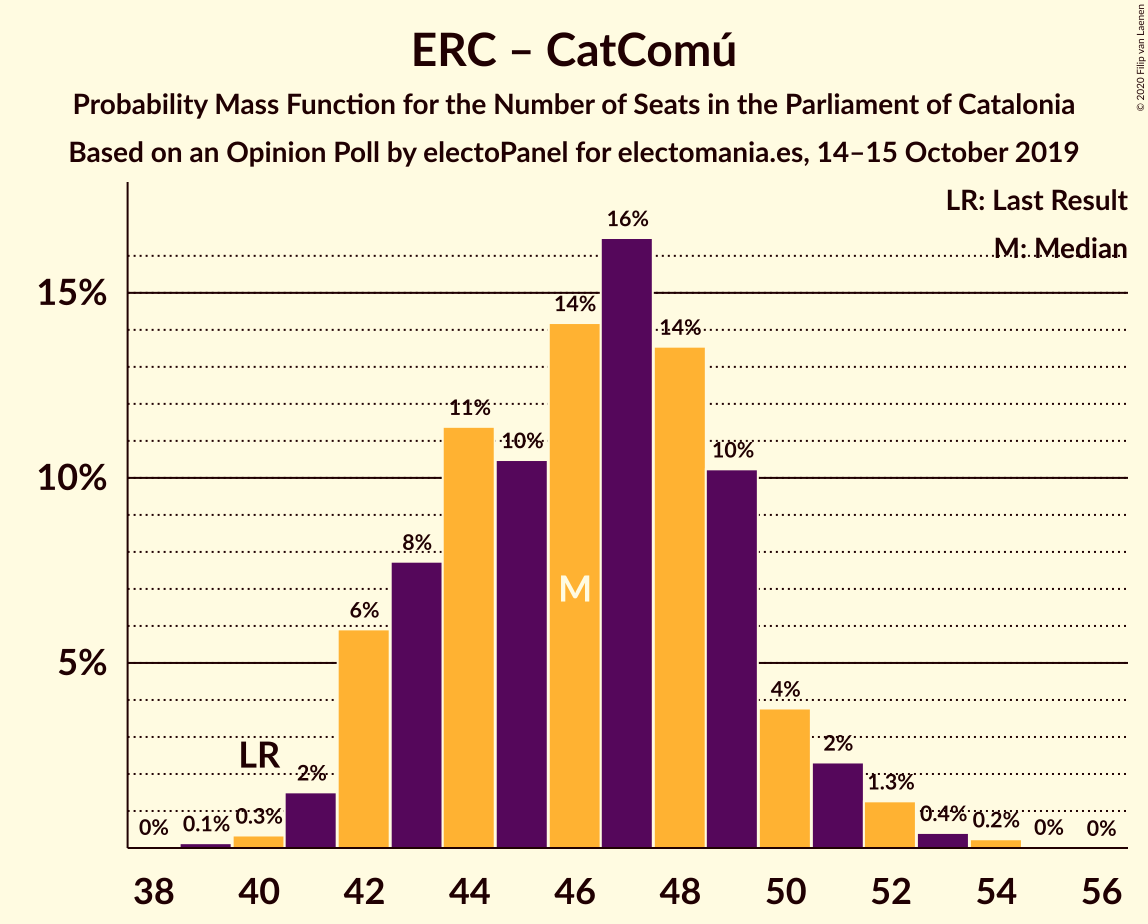 ERC – CatComú
Probability Mass Function for the Number of Seats in the Parliament of Catalonia
Based on an Opinion Poll by electoPanel for electomania.es, 14–15 October 2019
© 2020 Filip van Laenen
LR: Last Result
M: Median
15%
10%
5%
0%
0.1%
0.3%
2%
6%
8%
11%
10%
14%
16%
14%
10%
4%
2%
1.3%
0.4%
0.2%
0%
0%
LR
M
38 40 42 44 46 48 50 52 54 56